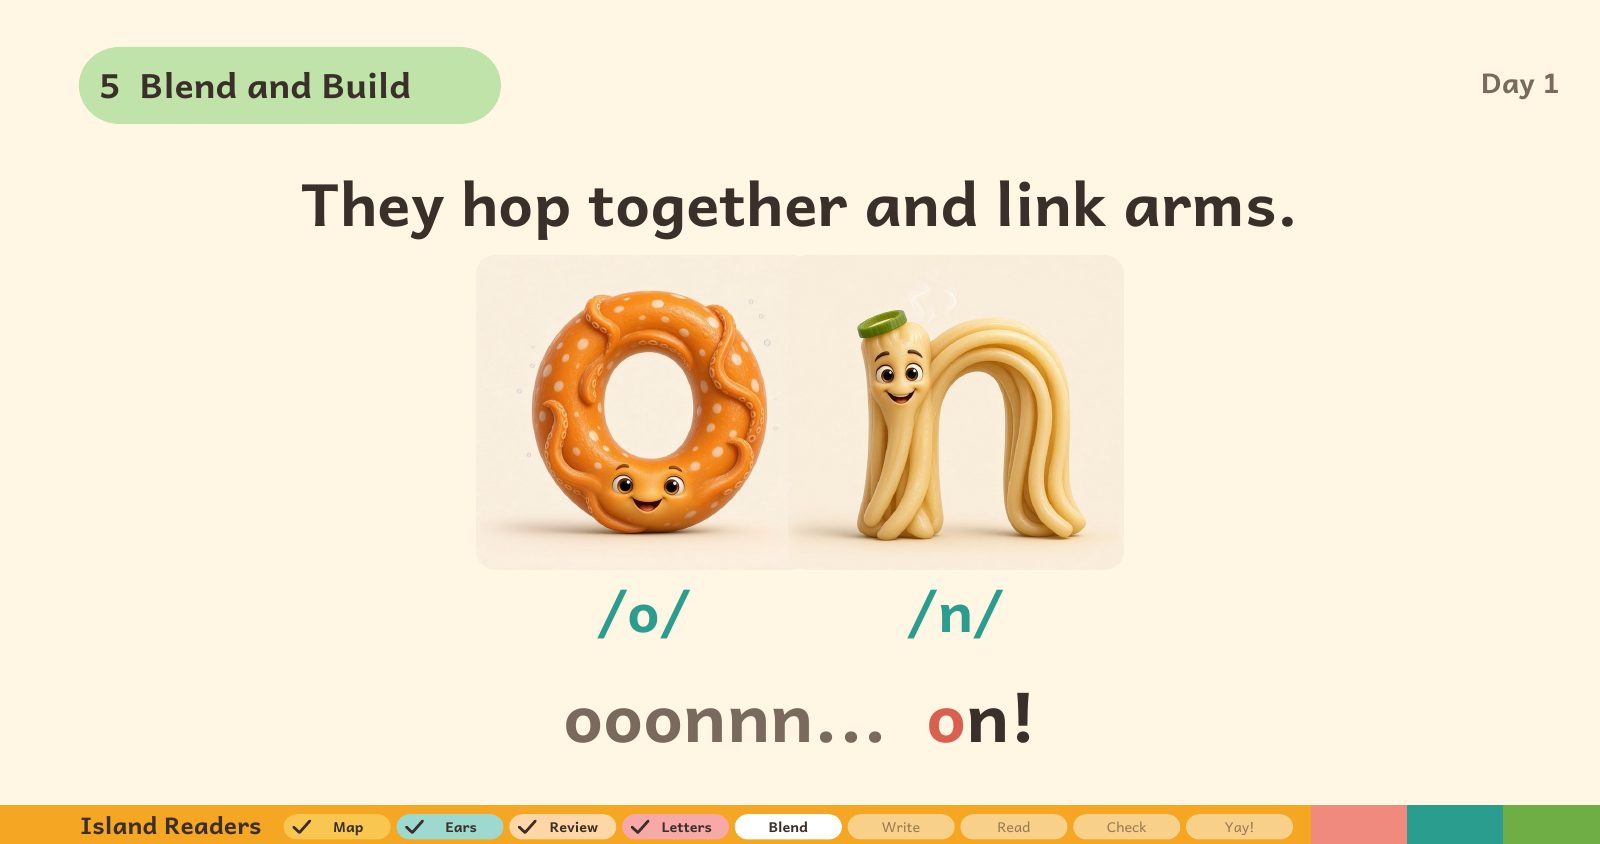 5 Blend and Build
Day 1
They hop together and link arms.
/o/ /n/
ooonnn... on!
Island Readers Map Ears Review Letters Blend Write Read Check Yay!